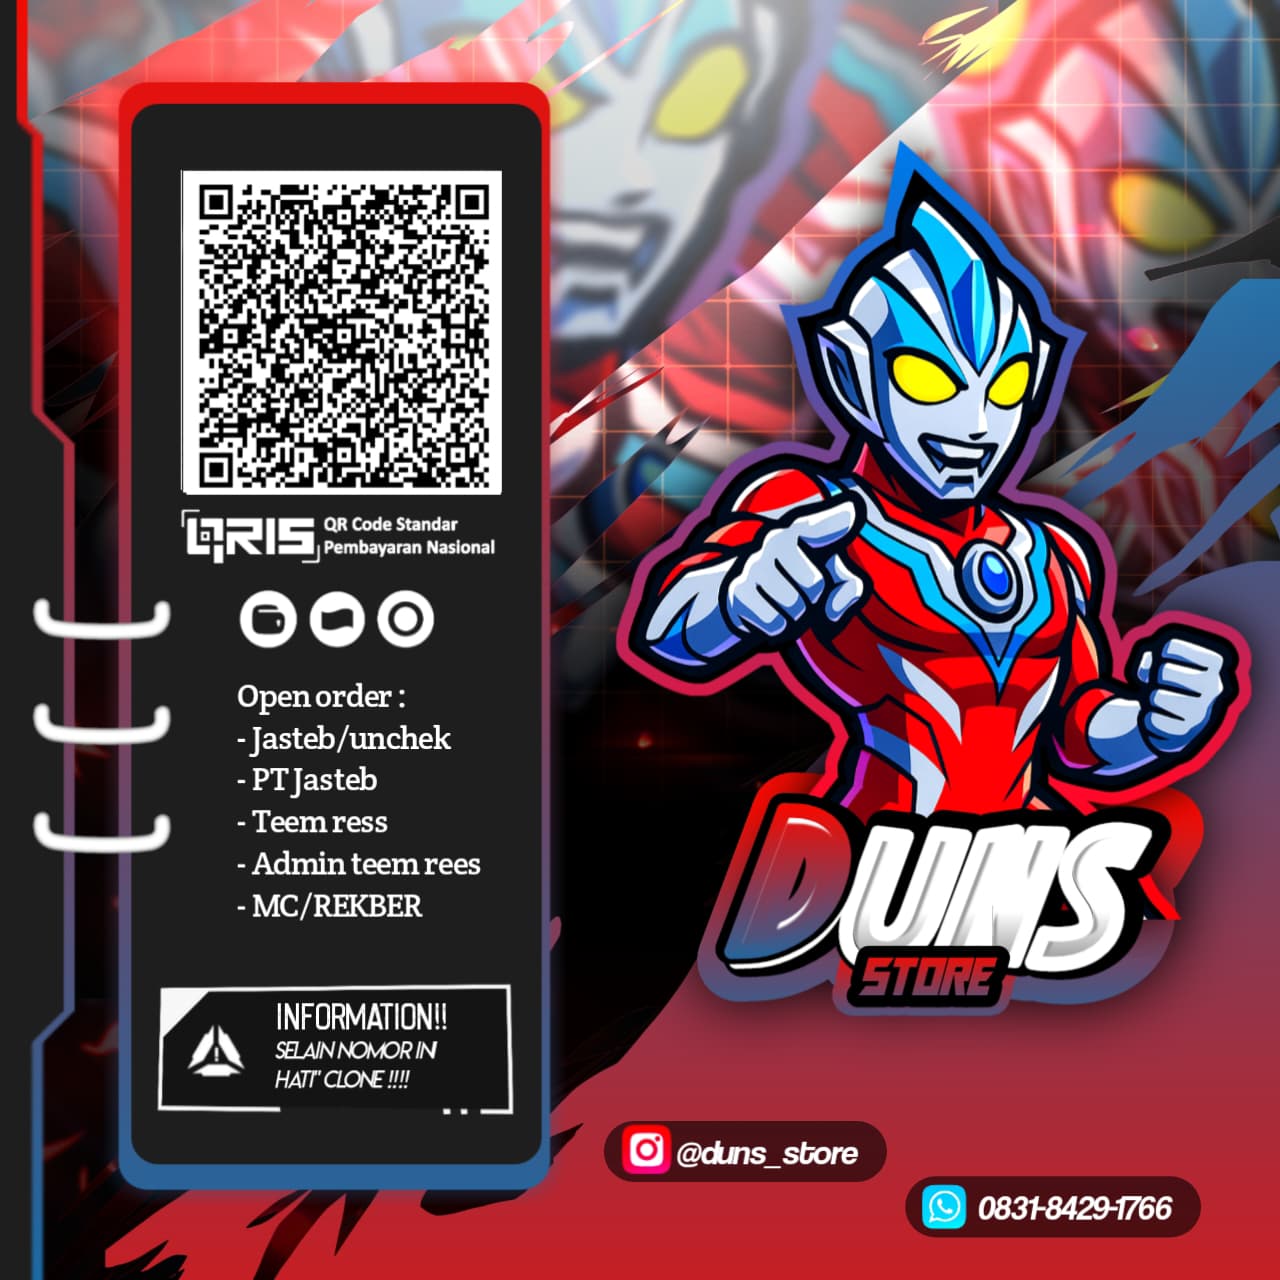 QRIS QR Code Standar
Pembayaran Nasional
Open order :
- Jasteb/unchek
- PT Jasteb
- Teem ress
- Admin teem rees
- MC/REKBER
INFORMATION!!
SELAIN NOMOR INI
HATI" CLONE !!!!
DUNS
STORE
@duns_store
0831-8429-1766